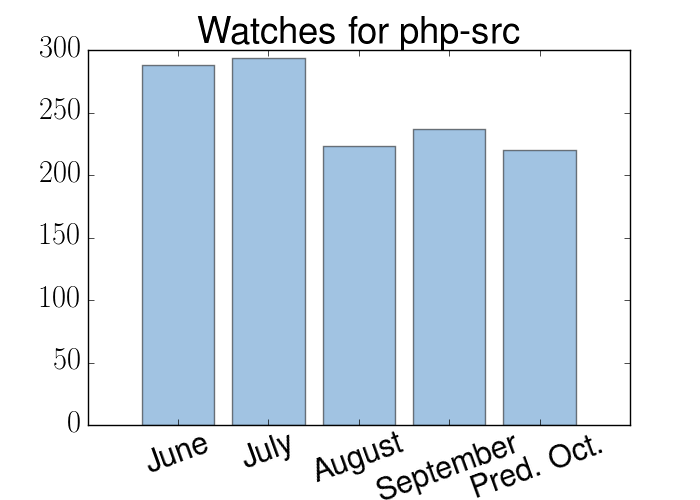 Watches for php-src
300
250
200
150
100
50
0
June
July
August
September
Pred. Oct.